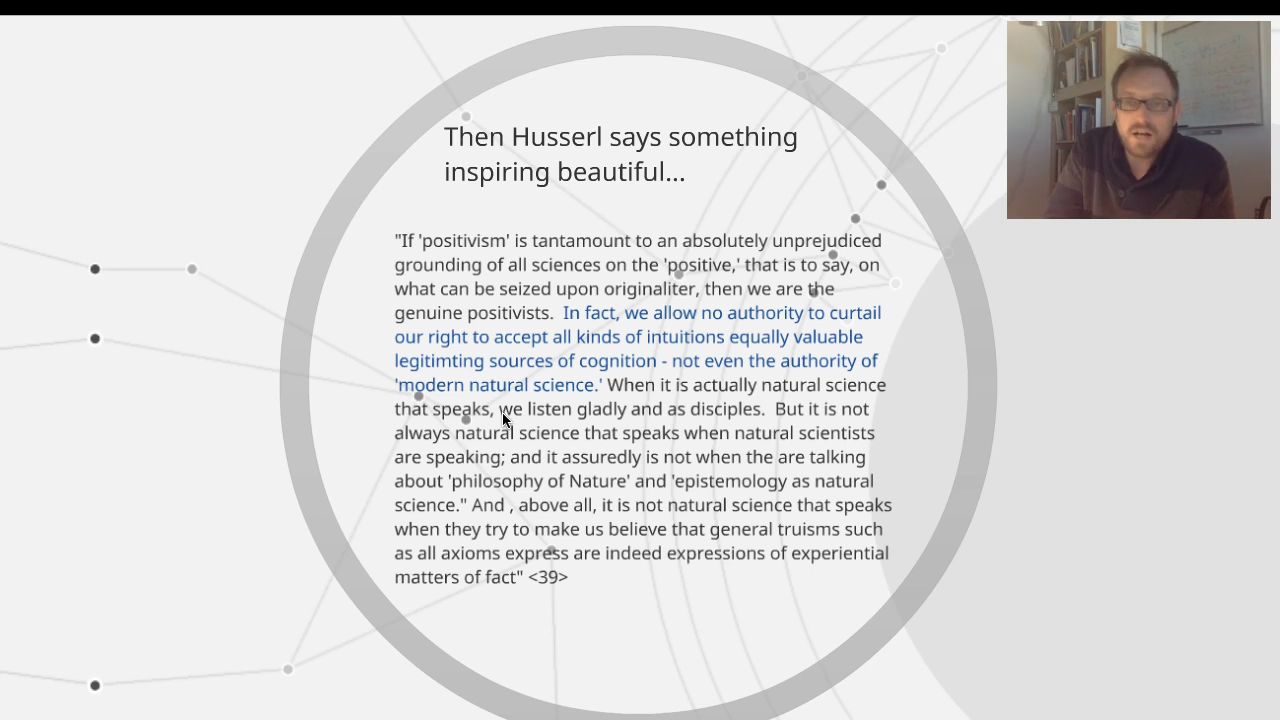 Then Husserl says something
inspiring beautiful...
"If 'positivism' is tantamount to an absolutely unprejudiced
grounding of all sciences on the 'positive,' that is to say, on
what can be seized upon originaliter, then we are the
genuine positivists.  In fact, we allow no authority to curtail
our right to accept all kinds of intuitions equally valuable
legitimting sources of cognition - not even the authority of
'modern natural science.' When it is actually natural science
that speaks, we listen gladly and as disciples.  But it is not
always natural science that speaks when natural scientists
are speaking; and it assuredly is not when the are talking
about 'philosophy of Nature' and 'epistemology as natural
science." And , above all, it is not natural science that speaks
when they try to make us believe that general truisms such
as all axioms express are indeed expressions of experiential
matters of fact" <39>